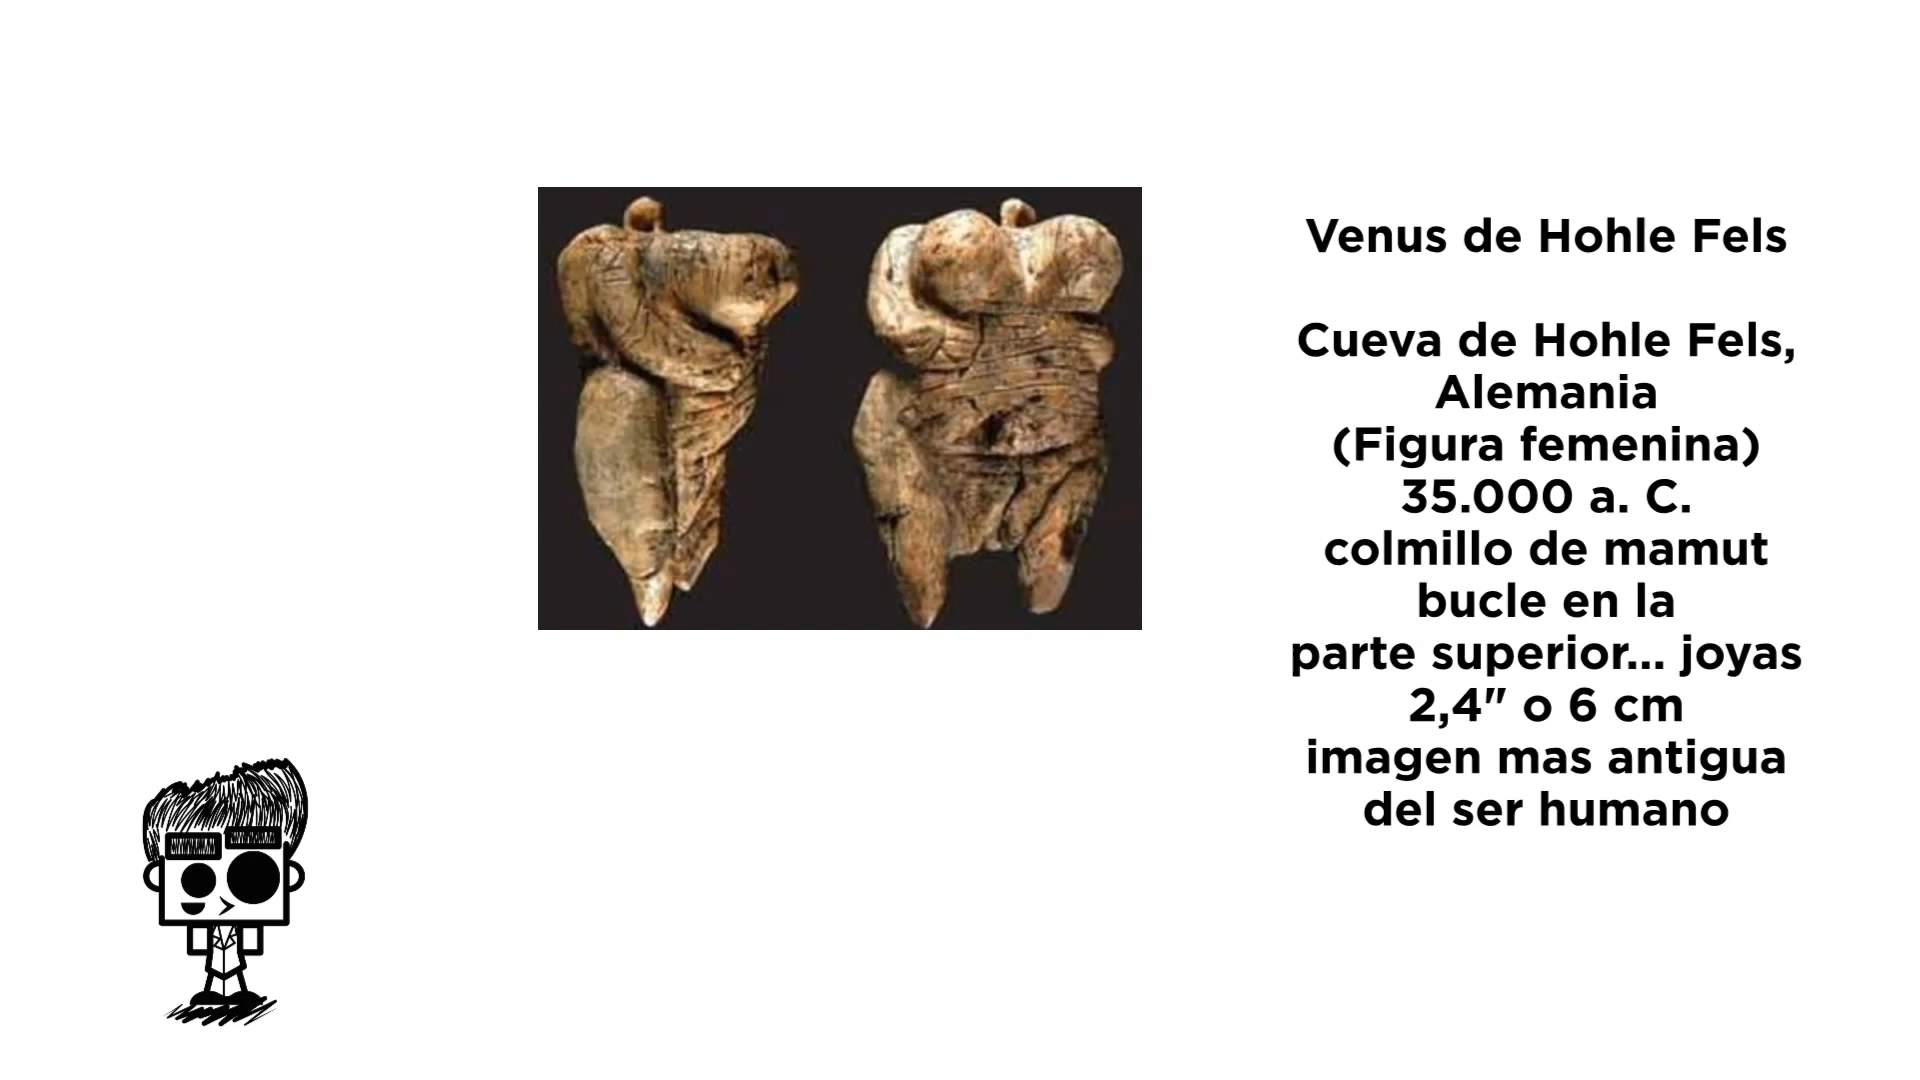 Venus de Hohle Fels
Cueva de Hohle Fels,
Alemania
(Figura femenina)
35.000 a. C.
colmillo de mamut
bucle en la
parte superior... joyas
2,4" o 6 cm
imagen mas antigua
del ser humano